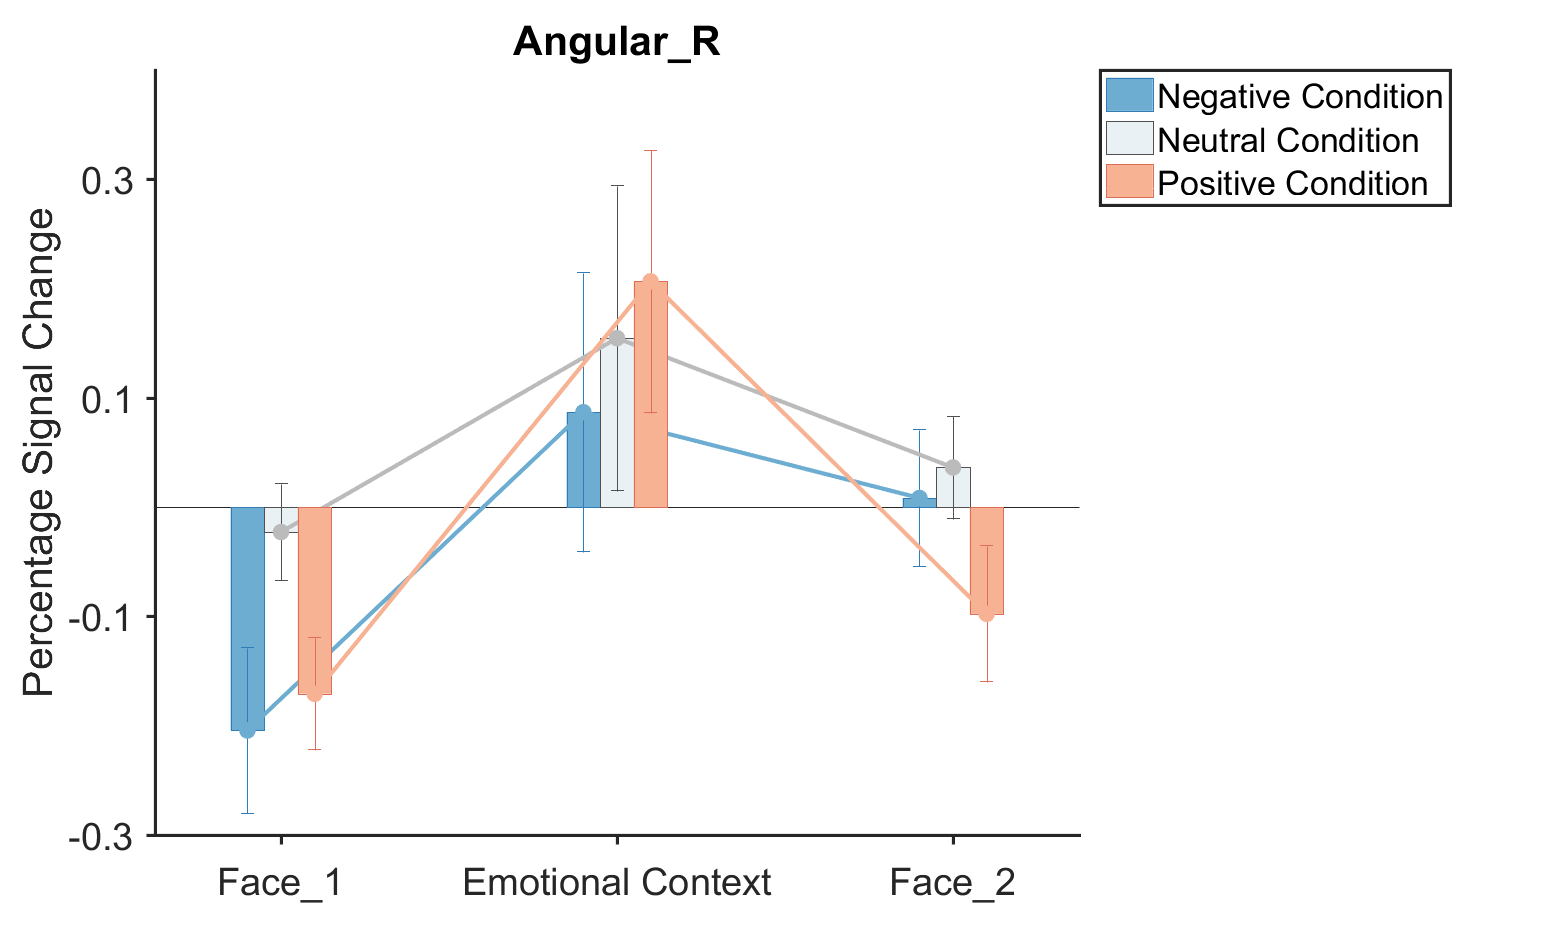 Angular_R
Negative Condition
Neutral Condition
Positive Condition
Percentage Signal Change
0.3
0.1
-0.1
-0.3
Face_1
Emotional Context
Face_2